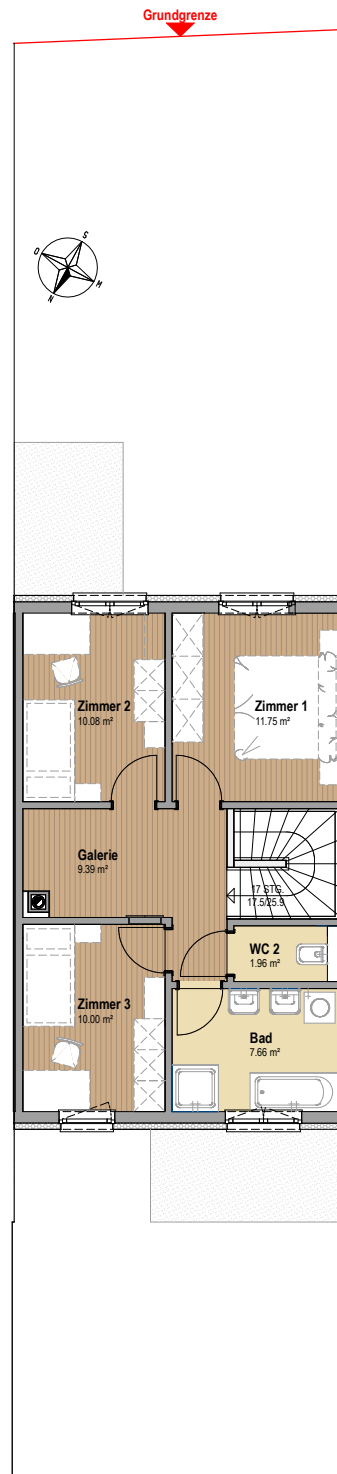 Grundgrenze
S
O
W
N
Zimmer 2
10.08 m²
Zimmer 1
11.75 m²
Galerie
9.39 m²
17 STG.
17.5/25.9
WC 2
1.96 m²
Zimmer 3
10.00 m²
Bad
7.66 m²